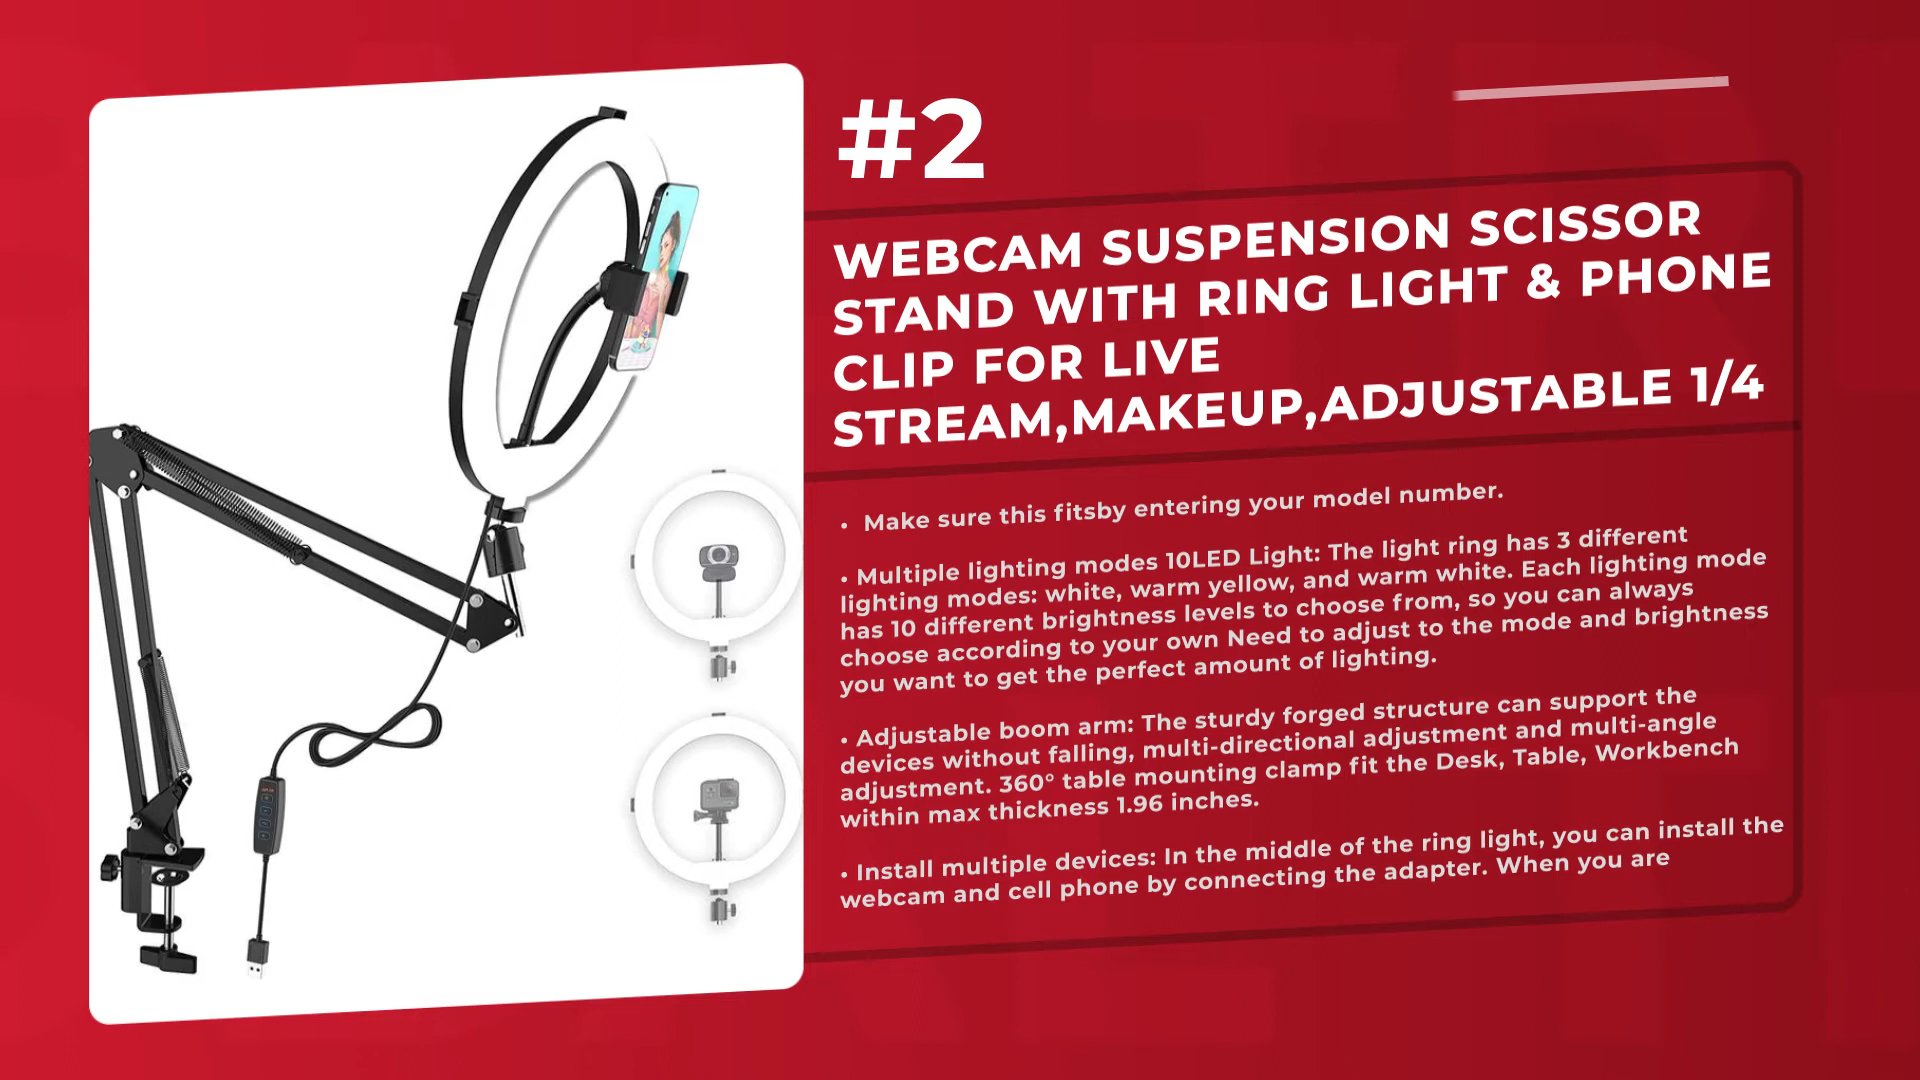 #2
WEBCAM SUSPENSION SCISSOR
STAND WITH RING LIGHT & PHONE
CLIP FOR LIVE
STREAM,MAKEUP,ADJUSTABLE 1/4
• Make sure this fitsby entering your model number.
• Multiple lighting modes 10LED Light: The light ring has 3 different
lighting modes: white, warm yellow, and warm white. Each lighting mode
has 10 different brightness levels to choose from, so you can always
choose according to your own Need to adjust to the mode and brightness
you want to get the perfect amount of lighting.
• Adjustable boom arm: The sturdy forged structure can support the
devices without falling, multi-directional adjustment and multi-angle
adjustment. 360° table mounting clamp fit the Desk, Table, Workbench
within max thickness 1.96 inches.
• Install multiple devices: In the middle of the ring light, you can install the
webcam and cell phone by connecting the adapter. When you are